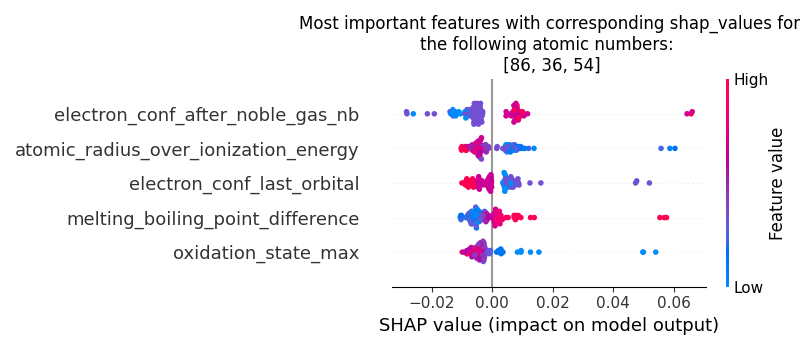 Most important features with corresponding shap_values for
the following atomic numbers:
[86, 36, 54]
High
electron_conf_after_noble_gas_nb
atomic_radius_over_ionization_energy
electron_conf_last_orbital
melting_boiling_point_difference
oxidation_state_max
Feature value
Low
−0.02 0.00 0.02 0.04 0.06
SHAP value (impact on model output)